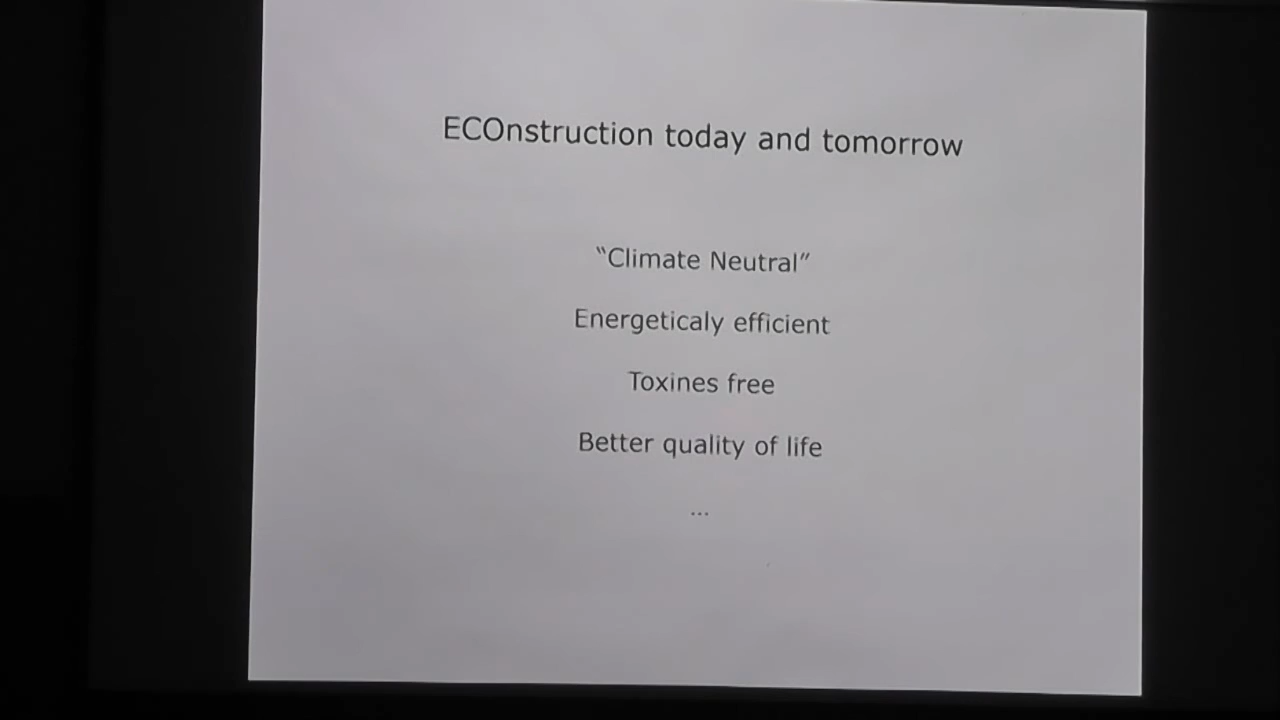 ECOnstruction today and tomorrow
“Climate Neutral”
Energeticaly efficient
Toxines free
Better quality of life
...